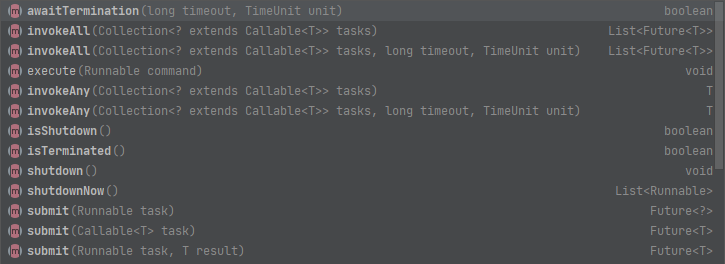 m awaitTermination(long timeout, TimeUnit unit) boolean
m invokeAll(Collection<? extends Callable<T>> tasks) List<Future<T>>
m invokeAll(Collection<? extends Callable<T>> tasks, long timeout, TimeUnit unit) List<Future<T>>
m execute(Runnable command) void
m invokeAny(Collection<? extends Callable<T>> tasks) T
m invokeAny(Collection<? extends Callable<T>> tasks, long timeout, TimeUnit unit) T
m isShutdown() boolean
m isTerminated() boolean
m shutdown() void
m shutdownNow() List<Runnable>
m submit(Runnable task) Future<?>
m submit(Callable<T> task) Future<T>
m submit(Runnable task, T result) Future<T>